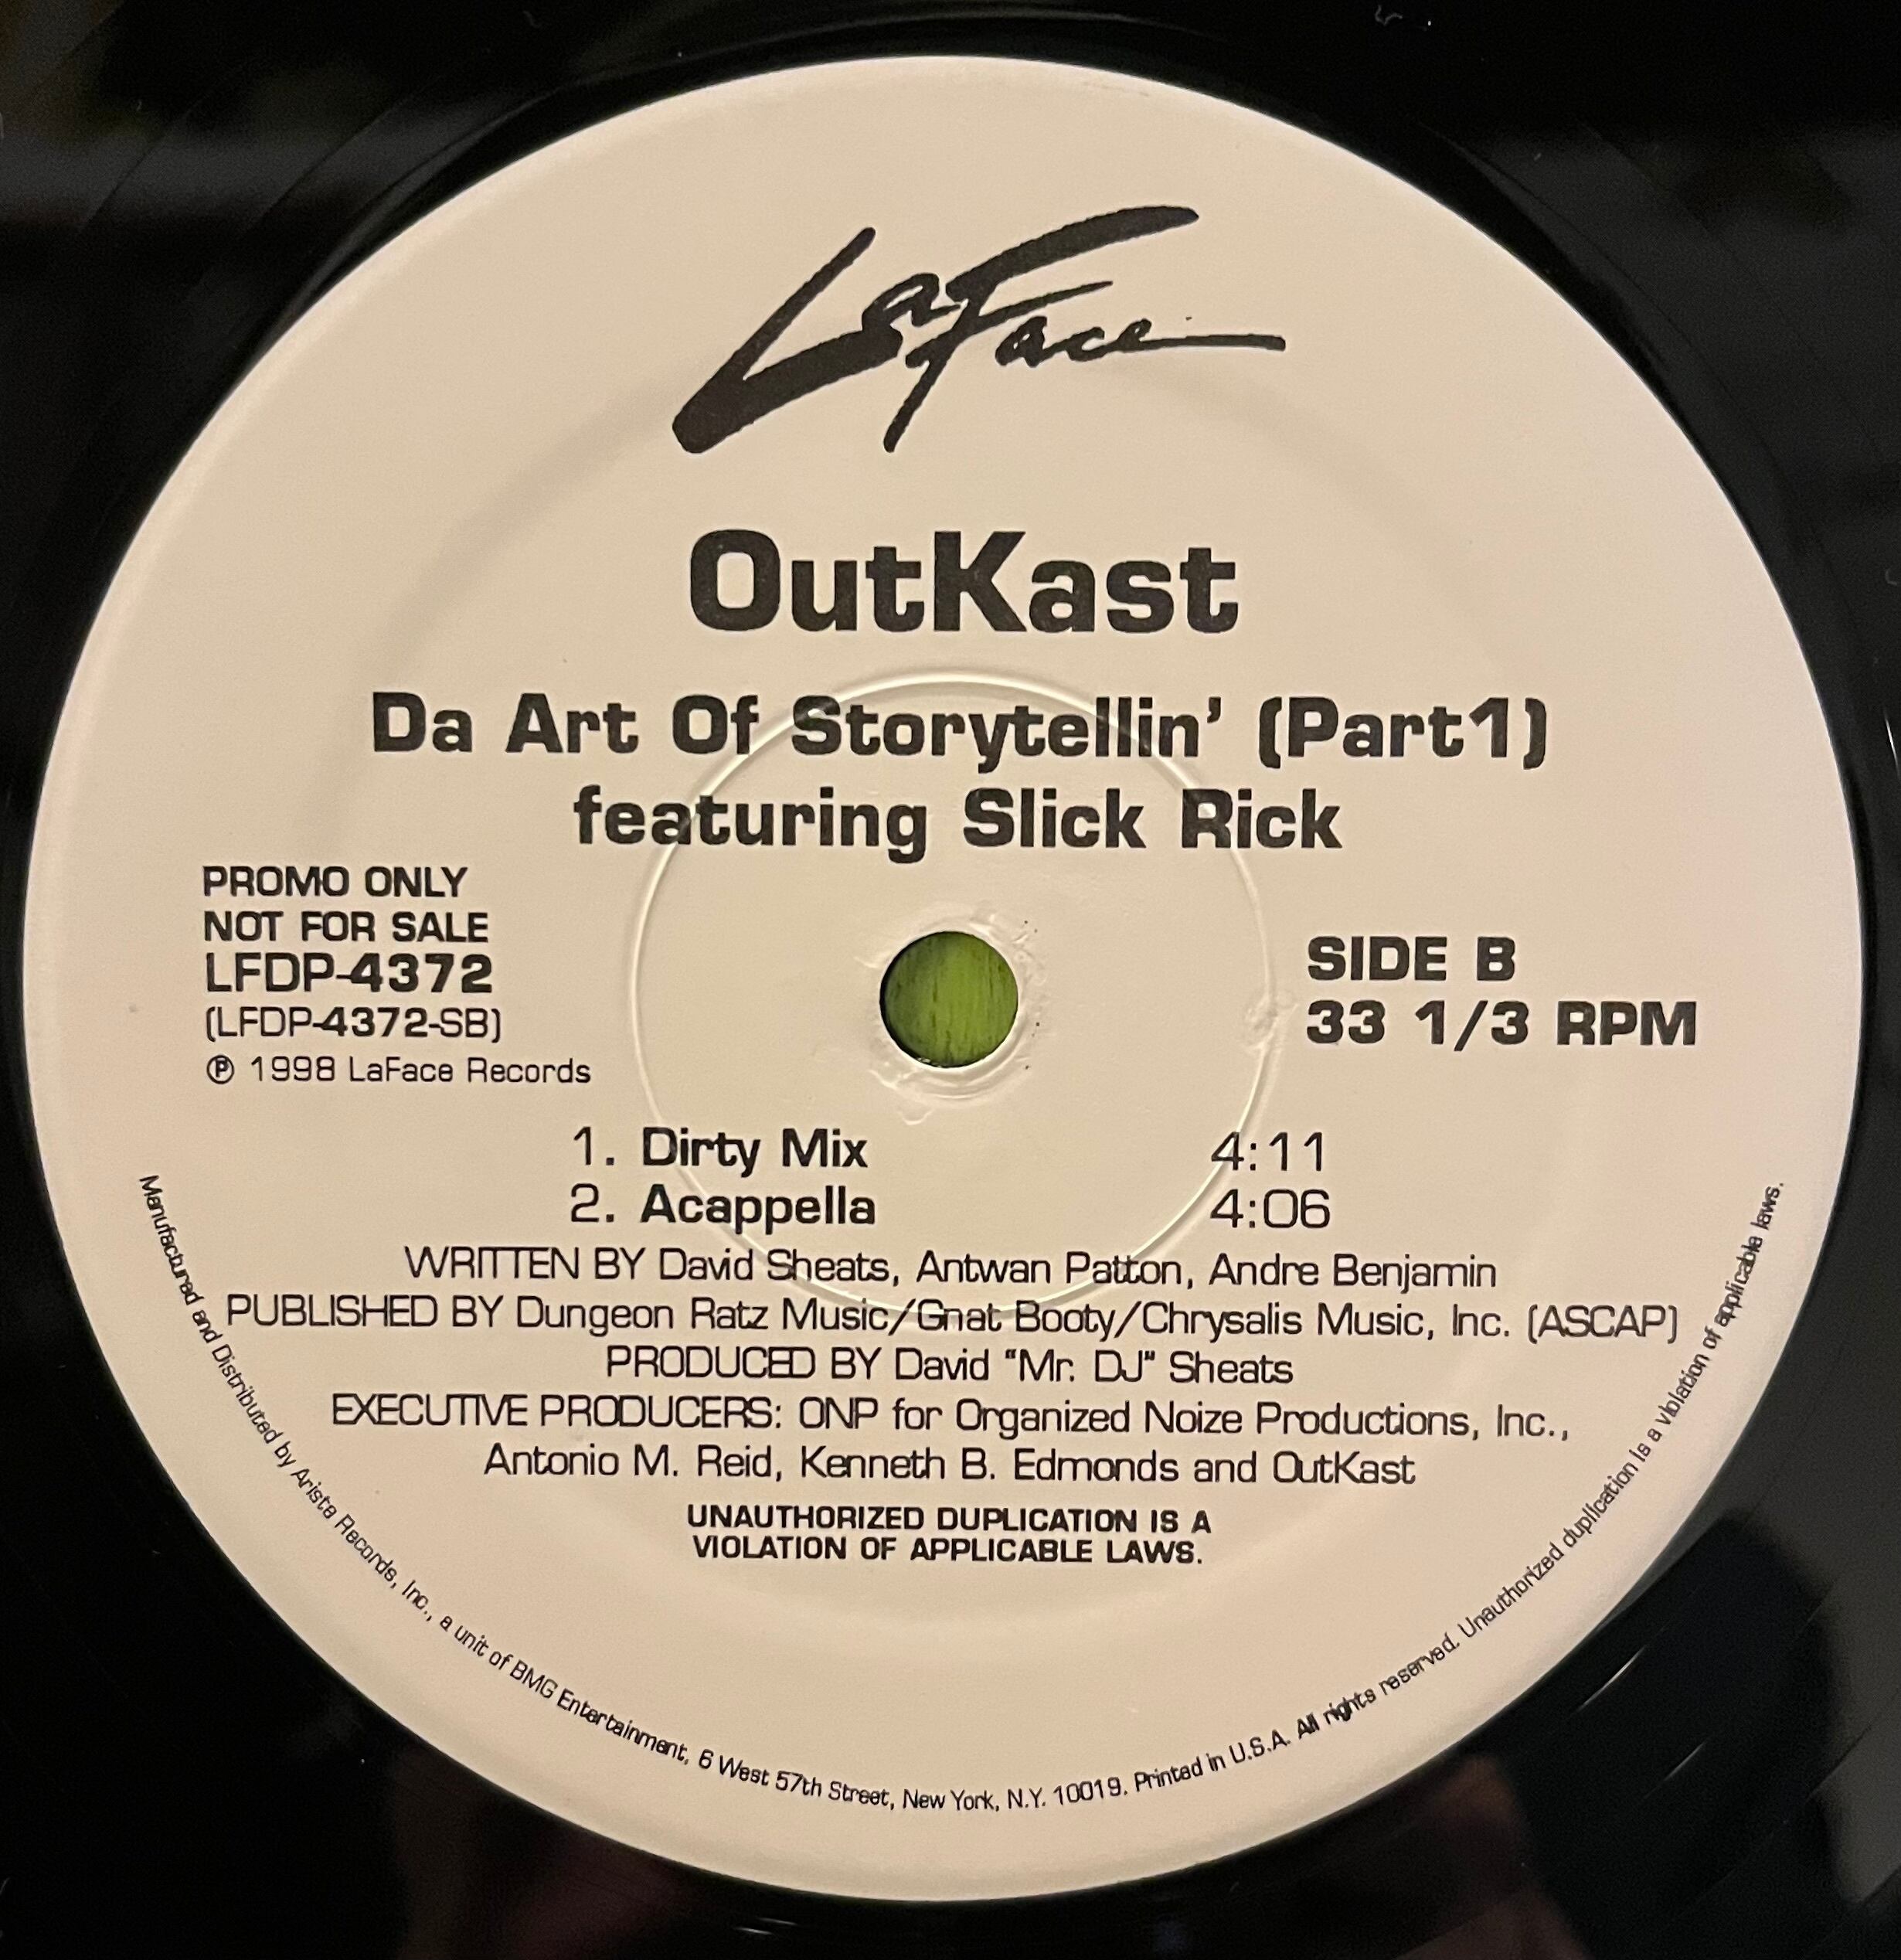 LaFace
OutKast
Da Art Of Storytellin' (Part1)
featuring Slick Rick
PROMO ONLY
NOT FOR SALE
LFDP-4372
(LFDP-4372-SB)
℗ 1998 LaFace Records
SIDE B
33 1/3 RPM
1. Dirty Mix 4:11
2. Acappella 4:06
WRITTEN BY David Sheats, Antwan Patton, Andre Benjamin
PUBLISHED BY Dungeon Ratz Music/Gnat Booty/Chrysalis Music, Inc. (ASCAP)
PRODUCED BY David "Mr. DJ" Sheats
EXECUTIVE PRODUCERS: ONP for Organized Noize Productions, Inc.,
Antonio M. Reid, Kenneth B. Edmonds and OutKast
UNAUTHORIZED DUPLICATION IS A
VIOLATION OF APPLICABLE LAWS.
Manufactured and Distributed by Arista Records, Inc., a unit of BMG Entertainment, 6 West 57th Street, New York, N.Y. 10019. Printed in U.S.A. All rights reserved. Unauthorized duplication is a violation of applicable laws.